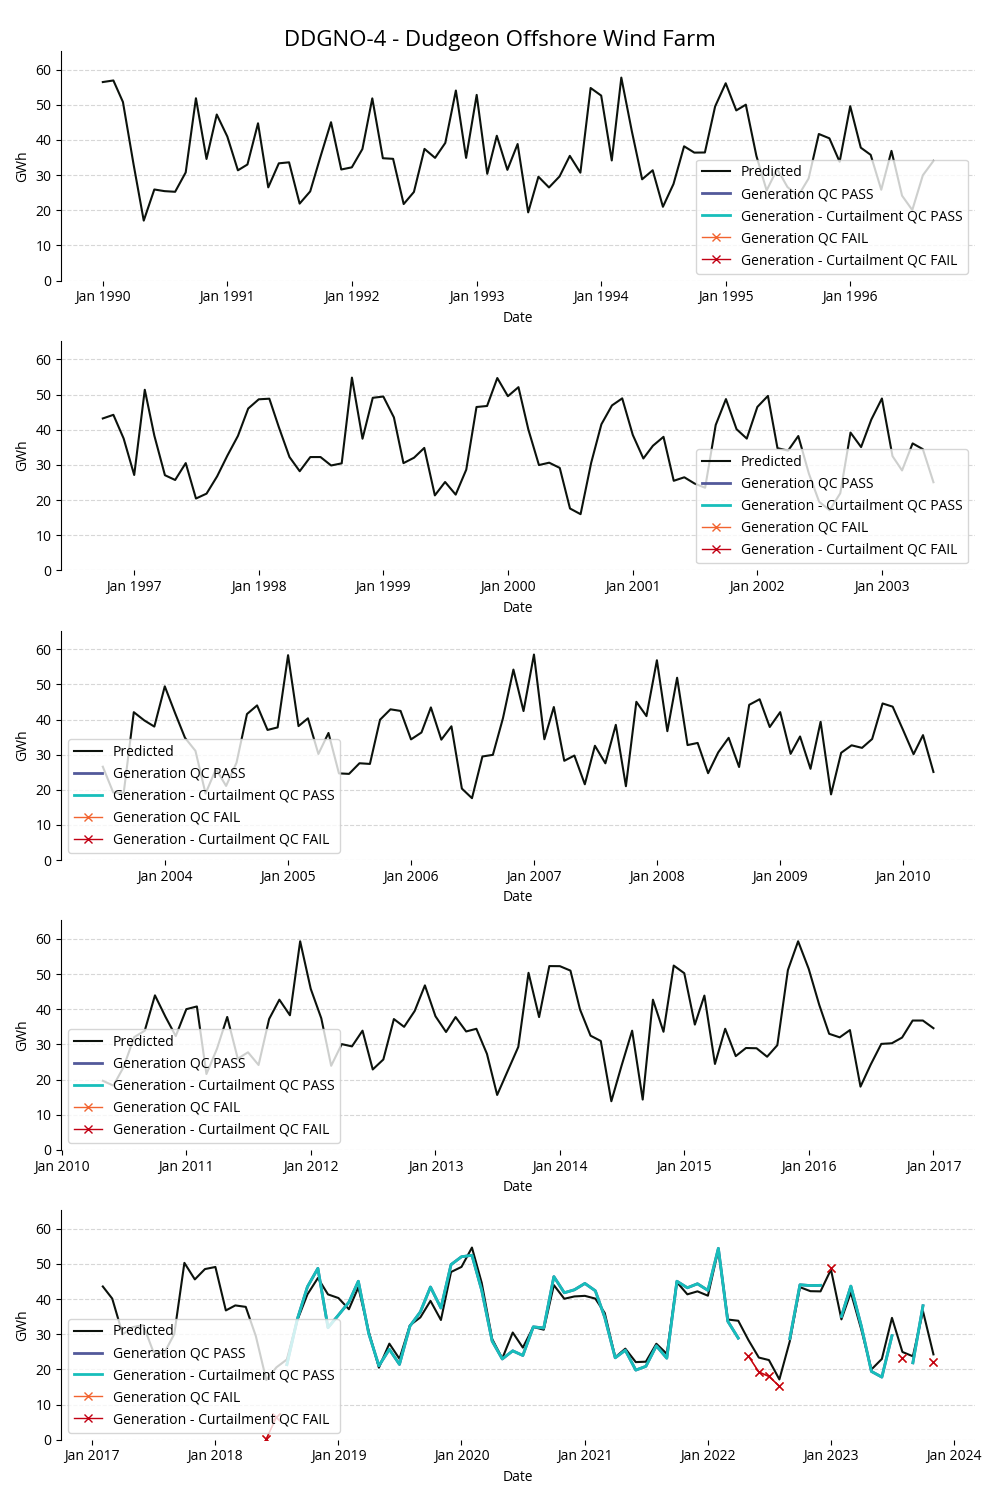 DDGNO-4 - Dudgeon Offshore Wind Farm
60
50
40
30
20
10
0
GWh
Predicted
Generation QC PASS
Generation - Curtailment QC PASS
Generation QC FAIL
Generation - Curtailment QC FAIL
Jan 1990 Jan 1991 Jan 1992 Jan 1993 Jan 1994 Jan 1995 Jan 1996
Date
60
50
40
30
20
10
0
GWh
Predicted
Generation QC PASS
Generation - Curtailment QC PASS
Generation QC FAIL
Generation - Curtailment QC FAIL
Jan 1997 Jan 1998 Jan 1999 Jan 2000 Jan 2001 Jan 2002 Jan 2003
Date
60
50
40
30
20
10
0
GWh
Predicted
Generation QC PASS
Generation - Curtailment QC PASS
Generation QC FAIL
Generation - Curtailment QC FAIL
Jan 2004 Jan 2005 Jan 2006 Jan 2007 Jan 2008 Jan 2009 Jan 2010
Date
60
50
40
30
20
10
0
GWh
Predicted
Generation QC PASS
Generation - Curtailment QC PASS
Generation QC FAIL
Generation - Curtailment QC FAIL
Jan 2010 Jan 2011 Jan 2012 Jan 2013 Jan 2014 Jan 2015 Jan 2016 Jan 2017
Date
60
50
40
30
20
10
0
GWh
Predicted
Generation QC PASS
Generation - Curtailment QC PASS
Generation QC FAIL
Generation - Curtailment QC FAIL
Jan 2017 Jan 2018 Jan 2019 Jan 2020 Jan 2021 Jan 2022 Jan 2023 Jan 2024
Date